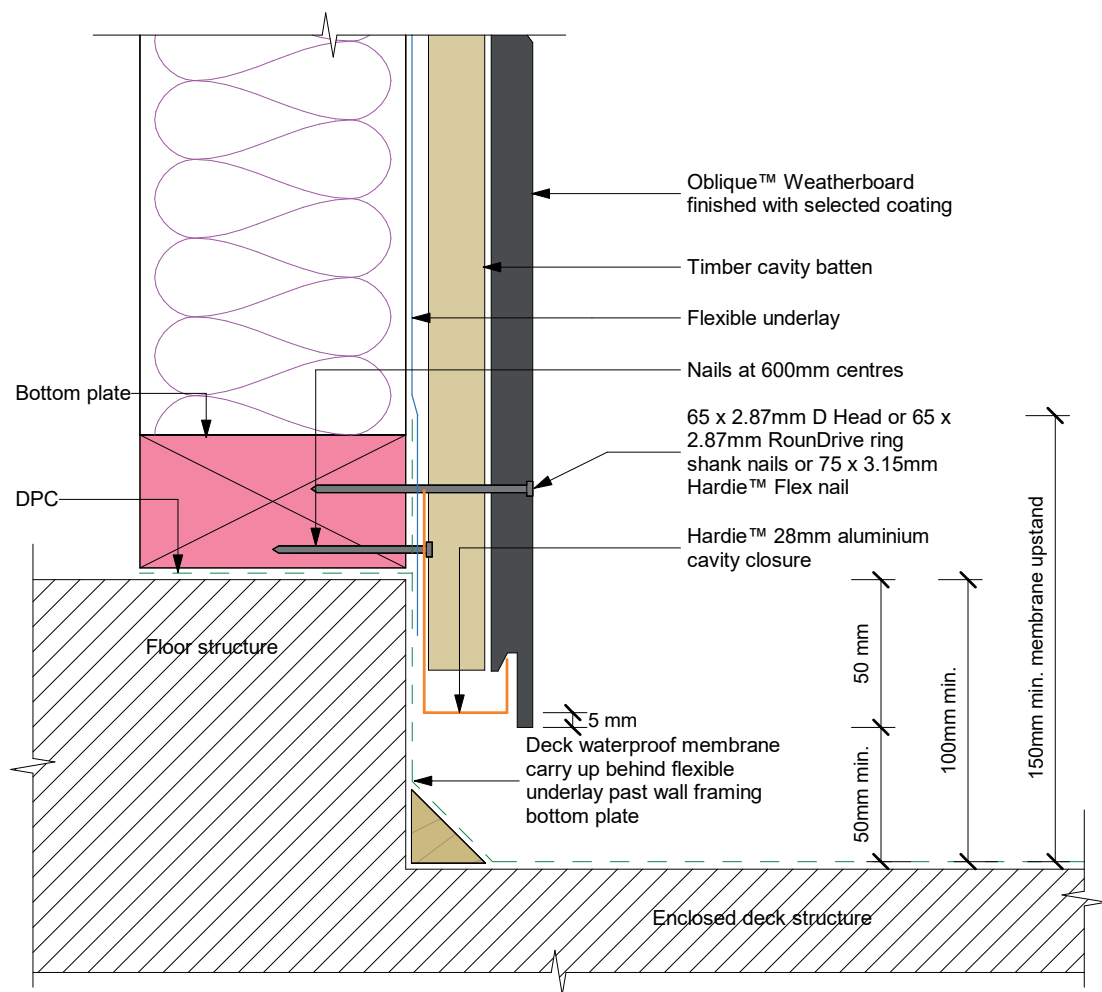 Oblique™ Weatherboard
finished with selected coating
Timber cavity batten
Flexible underlay
Nails at 600mm centres
Bottom plate
65 x 2.87mm D Head or 65 x
2.87mm RounDrive ring
shank nails or 75 x 3.15mm
Hardie™ Flex nail
DPC
Hardie™ 28mm aluminium
cavity closure
Floor structure
50 mm
100mm min.
150mm min. membrane upstand
5 mm
Deck waterproof membrane
carry up behind flexible
underlay past wall framing
bottom plate
50mm min.
Enclosed deck structure